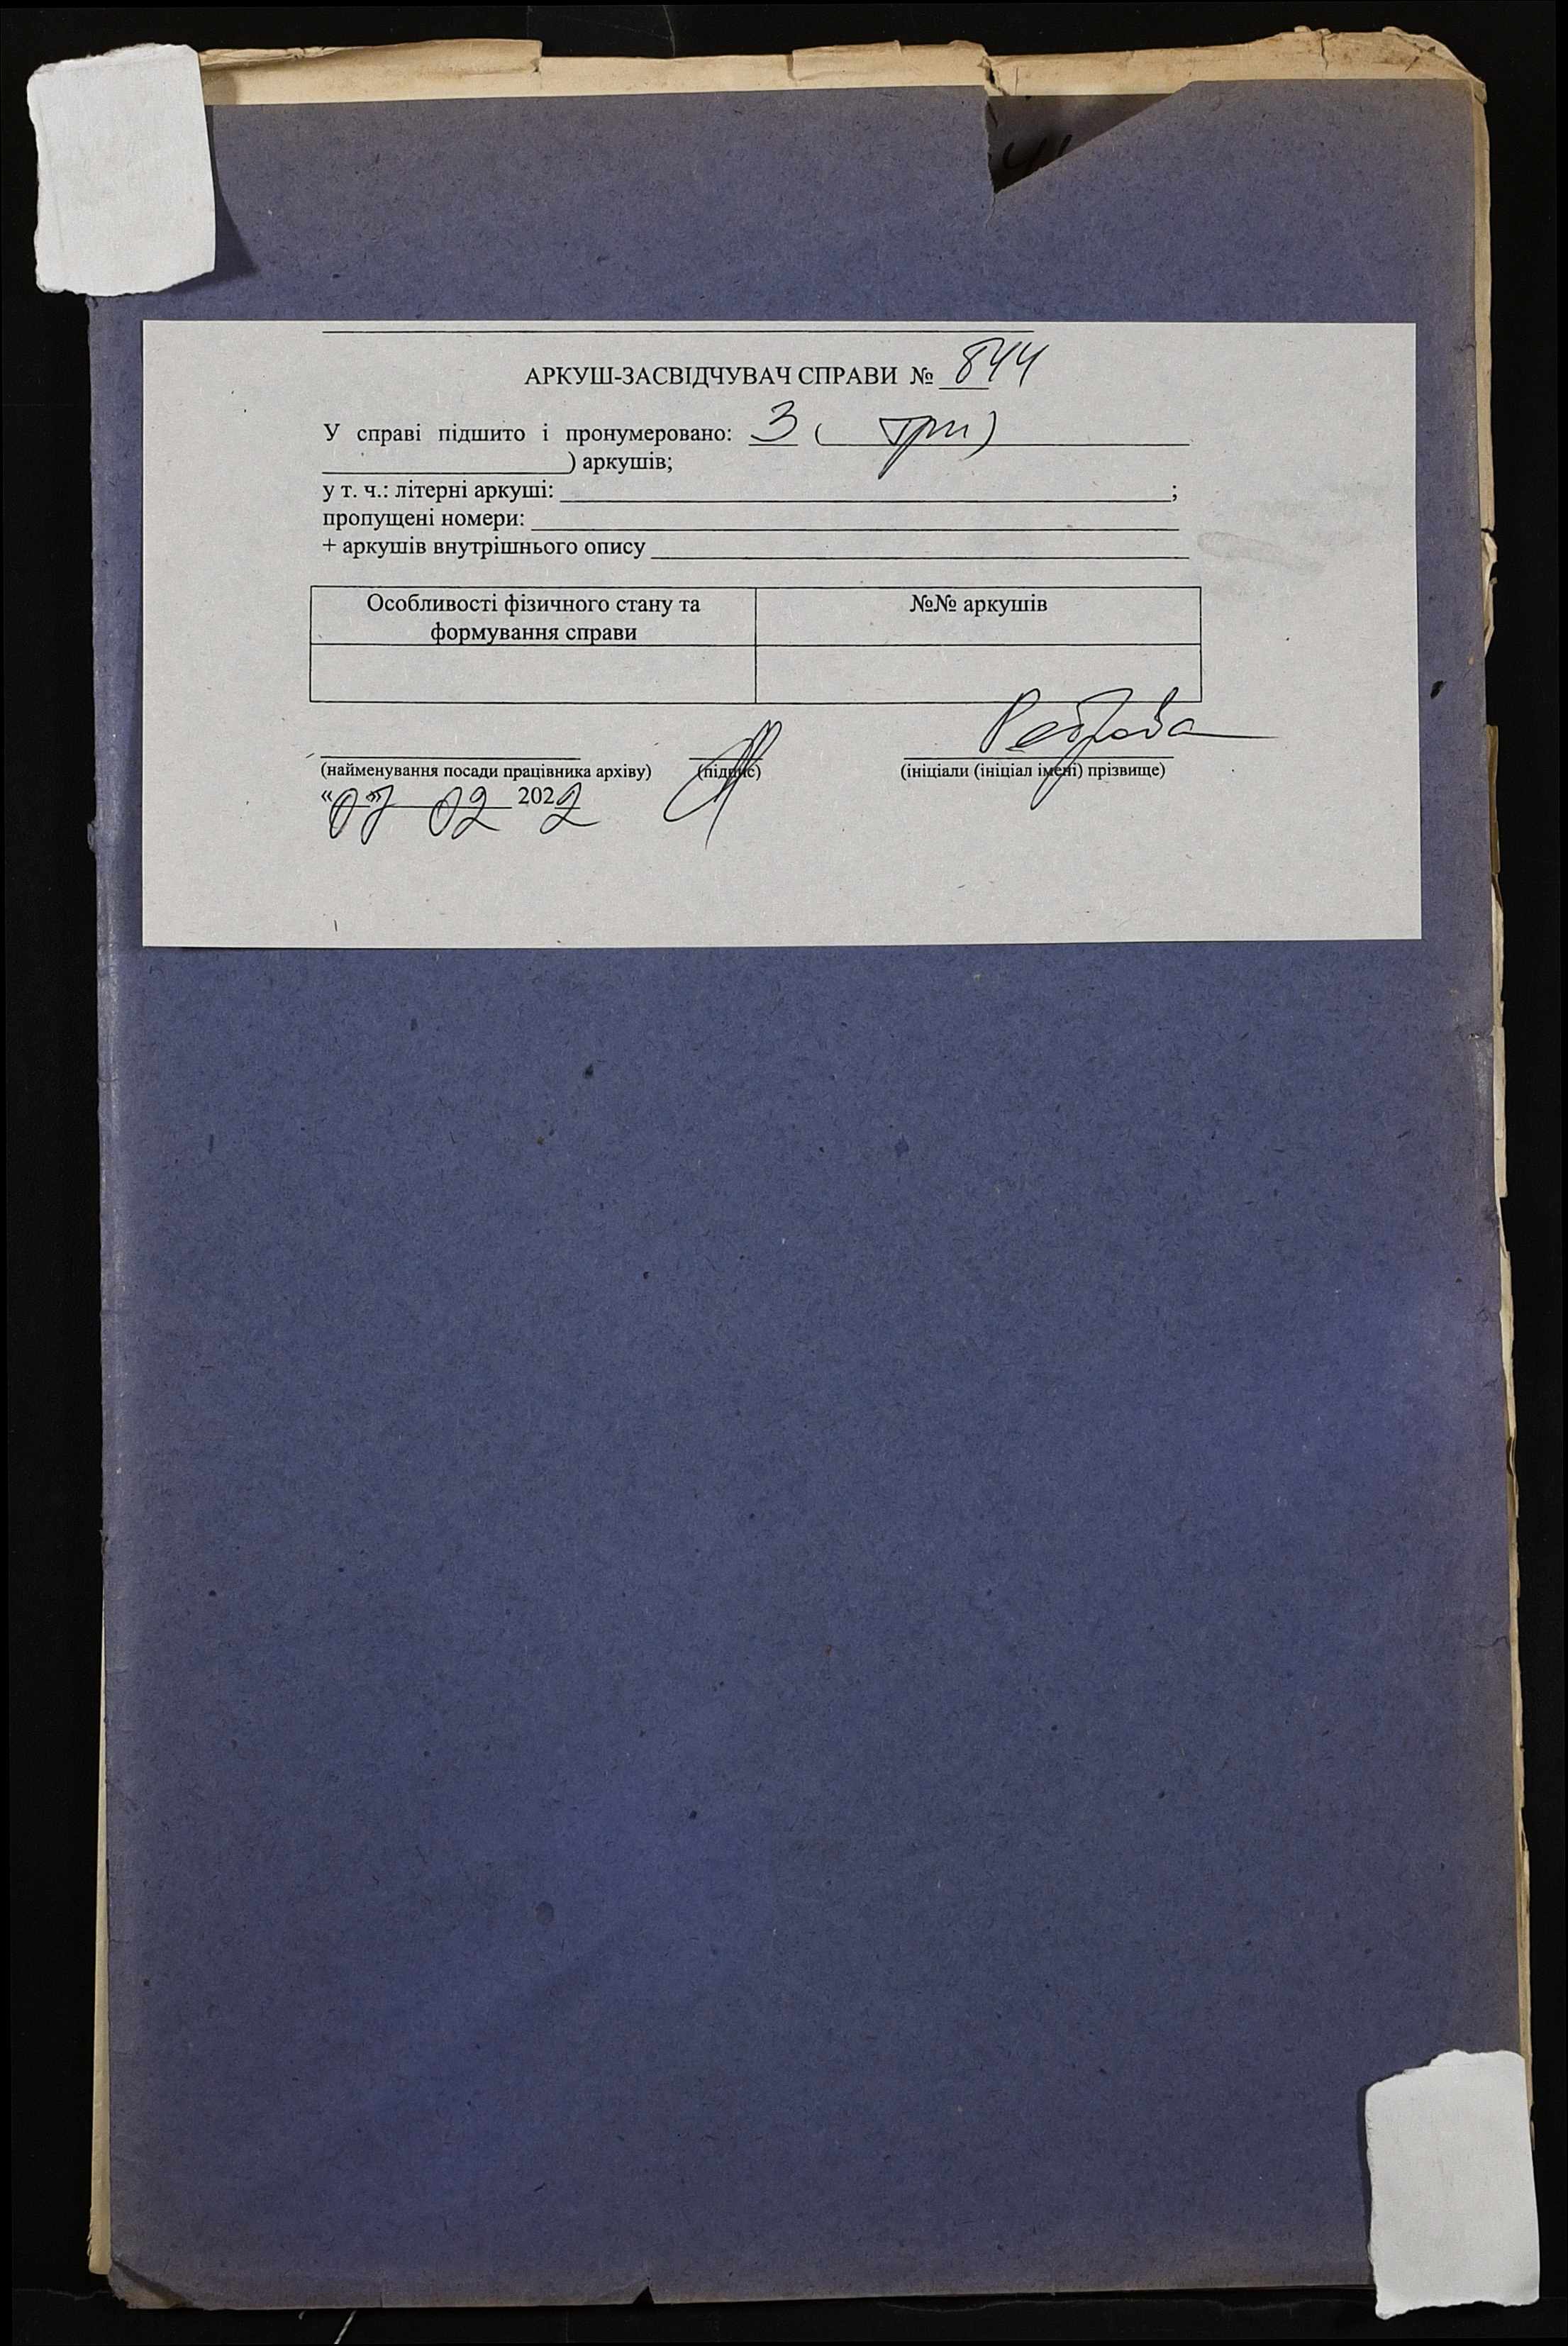 АРКУШ-ЗАСВІДЧУВАЧ СПРАВИ № 844
У справі підшито і пронумеровано: 3 ( три)
) аркушів;
у т. ч.: літерні аркуші: ;
пропущені номери:
+ аркушів внутрішнього опису
Особливості фізичного стану та формування справи
№№ аркушів
Реброва
(найменування посади працівника архіву) (підпис) (ініціали (ініціал імені) прізвище)
«07» 02 2022